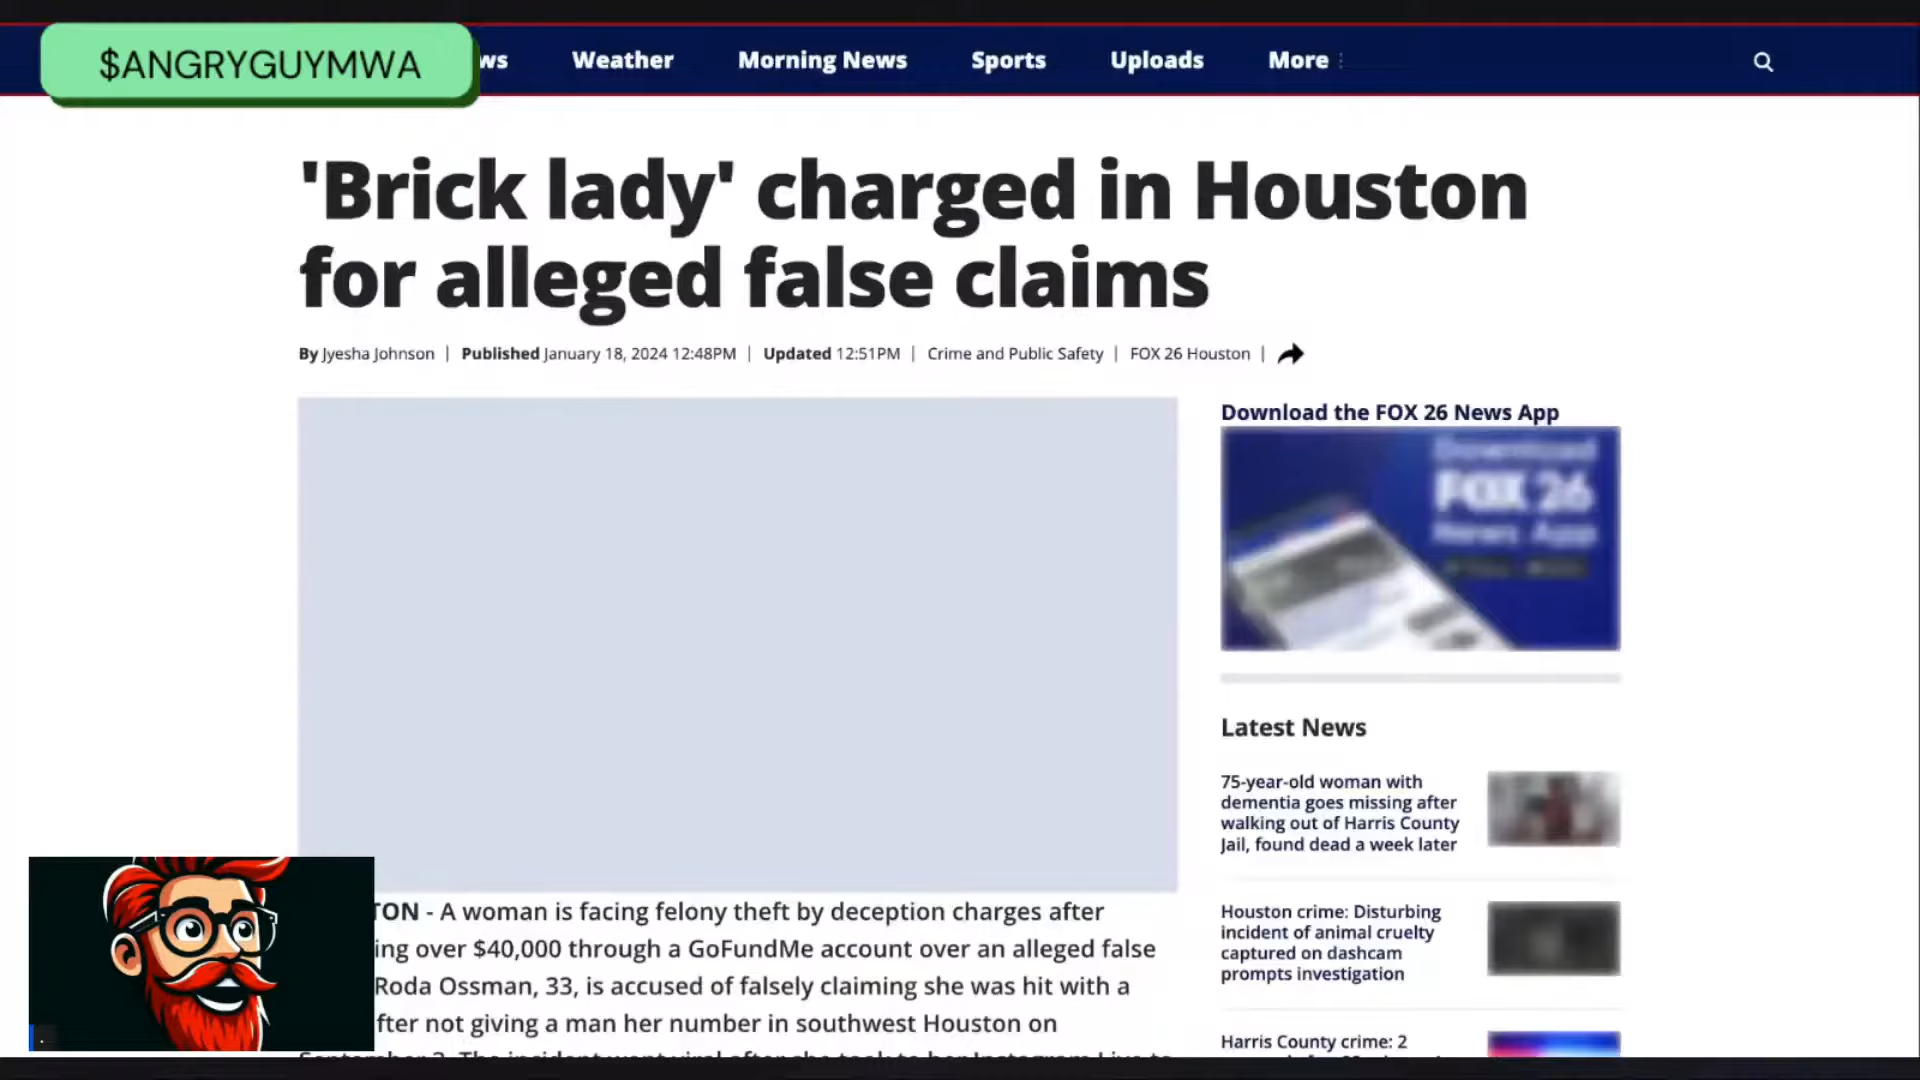 $ANGRYGUYMWA
ws Weather Morning News Sports Uploads More
'Brick lady' charged in Houston
for alleged false claims
By Jyesha Johnson | Published January 18, 2024 12:48PM | Updated 12:51PM | Crime and Public Safety | FOX 26 Houston |
Download the FOX 26 News App
Download
FOX 26
News App
Latest News
75-year-old woman with
dementia goes missing after
walking out of Harris County
Jail, found dead a week later
Houston crime: Disturbing
incident of animal cruelty
captured on dashcam
prompts investigation
Harris County crime: 2
TON - A woman is facing felony theft by deception charges after
ing over $40,000 through a GoFundMe account over an alleged false
Roda Ossman, 33, is accused of falsely claiming she was hit with a
fter not giving a man her number in southwest Houston on